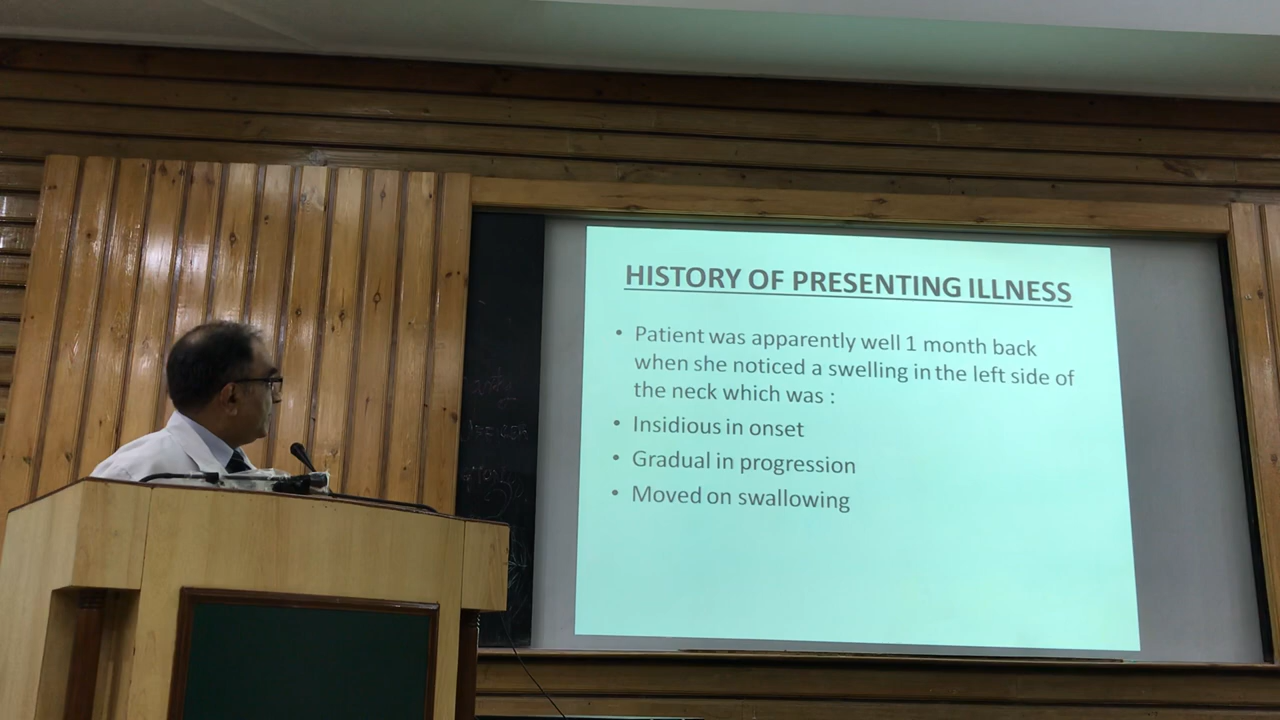 HISTORY OF PRESENTING ILLNESS
• Patient was apparently well 1 month back
when she noticed a swelling in the left side of
the neck which was :
• Insidious in onset
• Gradual in progression
• Moved on swallowing